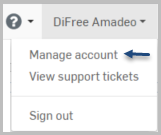 ? DiFree Amadeo
Manage account
View support tickets
Sign out